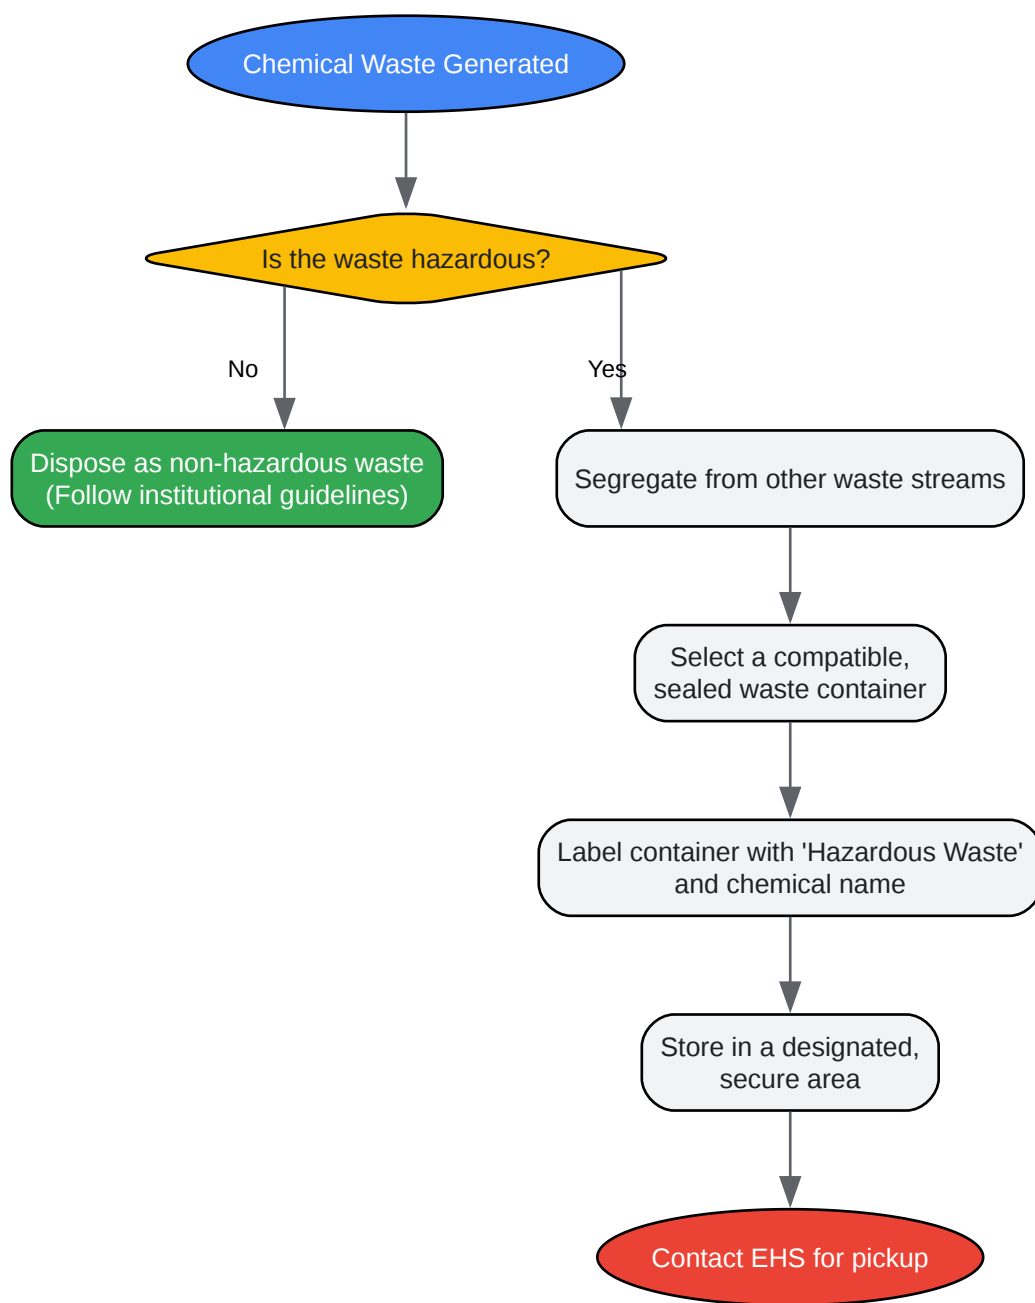 Chemical Waste Generated
Is the waste hazardous?
No
Yes
Dispose as non-hazardous waste
(Follow institutional guidelines)
Segregate from other waste streams
Select a compatible,
sealed waste container
Label container with 'Hazardous Waste'
and chemical name
Store in a designated,
secure area
Contact EHS for pickup